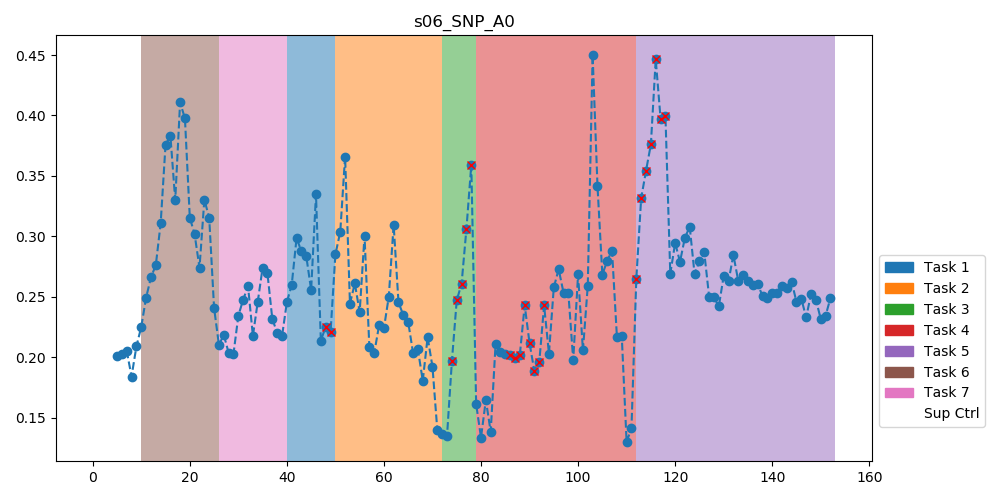 s06_SNP_A0
0.45
0.40
0.35
0.30
0.25
0.20
0.15
0 20 40 60 80 100 120 140 160
Task 1
Task 2
Task 3
Task 4
Task 5
Task 6
Task 7
Sup Ctrl